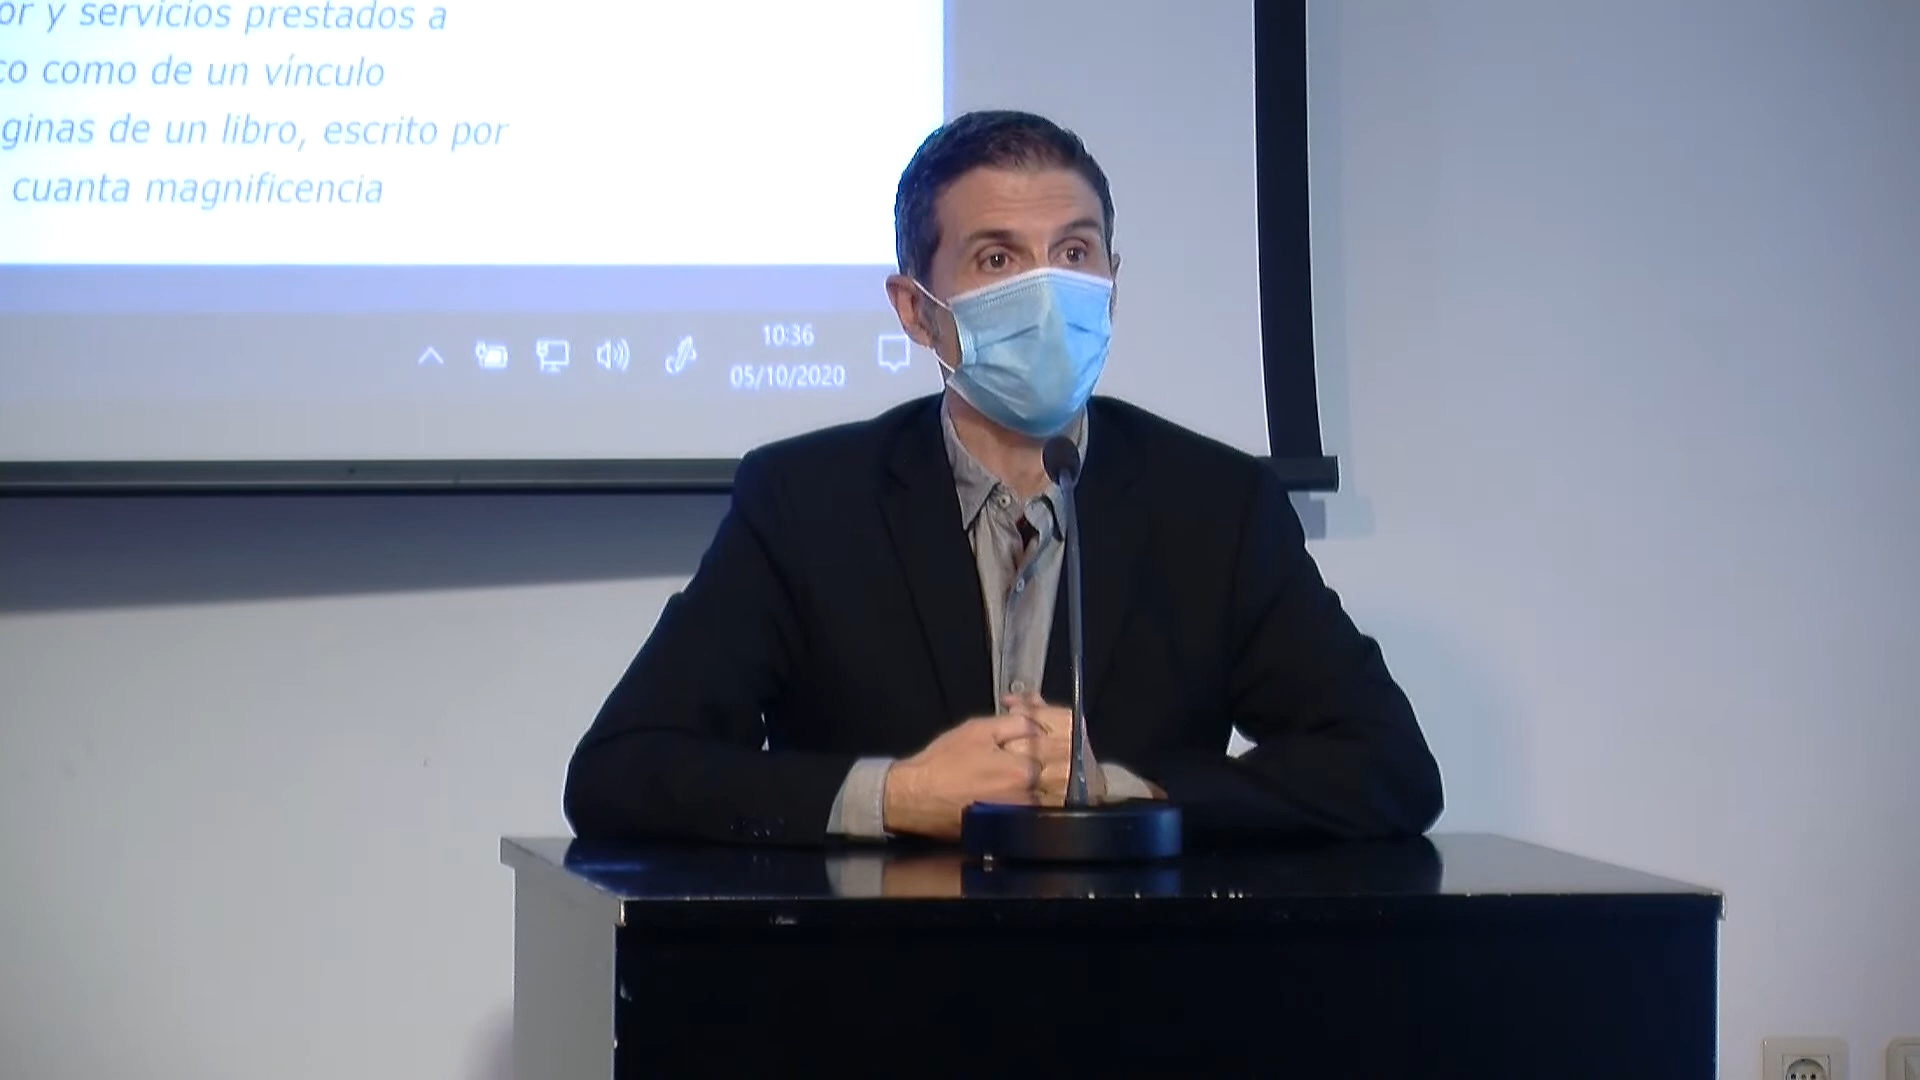 or y servicios prestados a
co como de un vínculo
ginas de un libro, escrito por
cuanta magnificencia
10:36
05/10/2020